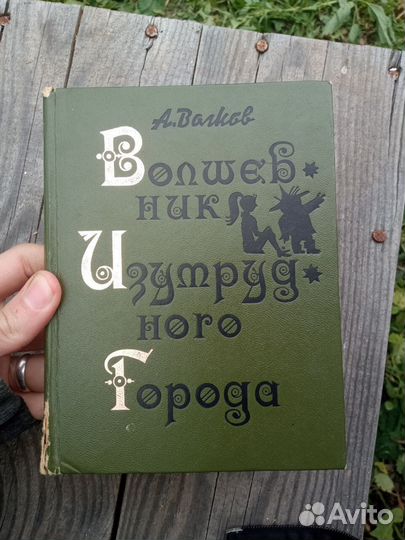 А. Волков
Волшеб-
ник
Изумруд-
ного
Города
Avito